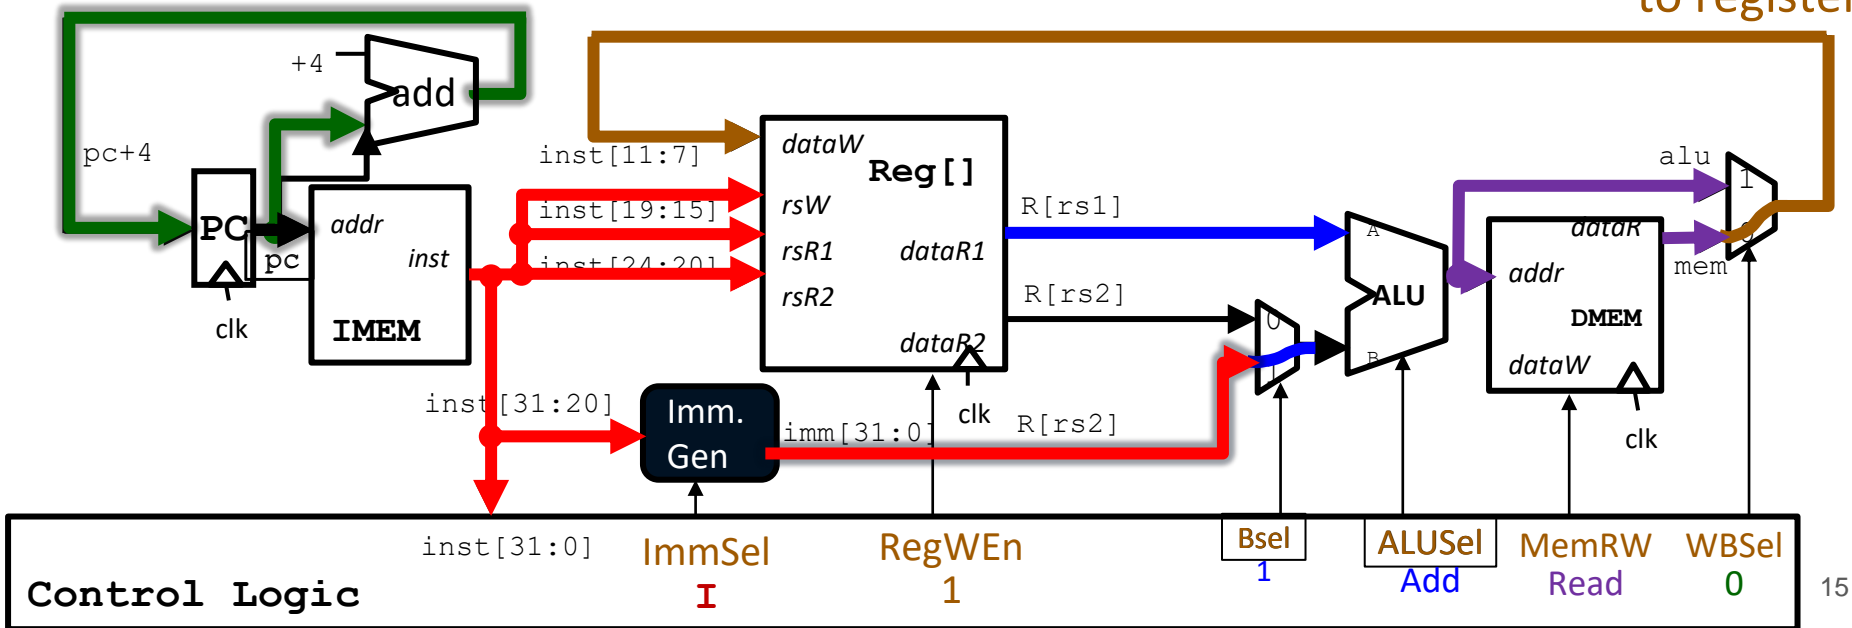 to register
+4
add
pc+4
PC
pc
clk
addr
inst
IMEM
inst[11:7]
inst[19:15]
inst[24:20]
dataW
Reg[]
rsW
rsR1
rsR2
dataR1
dataR2
clk
R[rs1]
R[rs2]
R[rs2]
inst[31:20]
Imm.
Gen
imm[31:0]
0
1
A
B
ALU
addr
dataR
DMEM
dataW
clk
alu
mem
1
0
inst[31:0]
Control Logic
ImmSel
I
RegWEn
1
Bsel
1
ALUSel
Add
MemRW
Read
WBSel
0
15